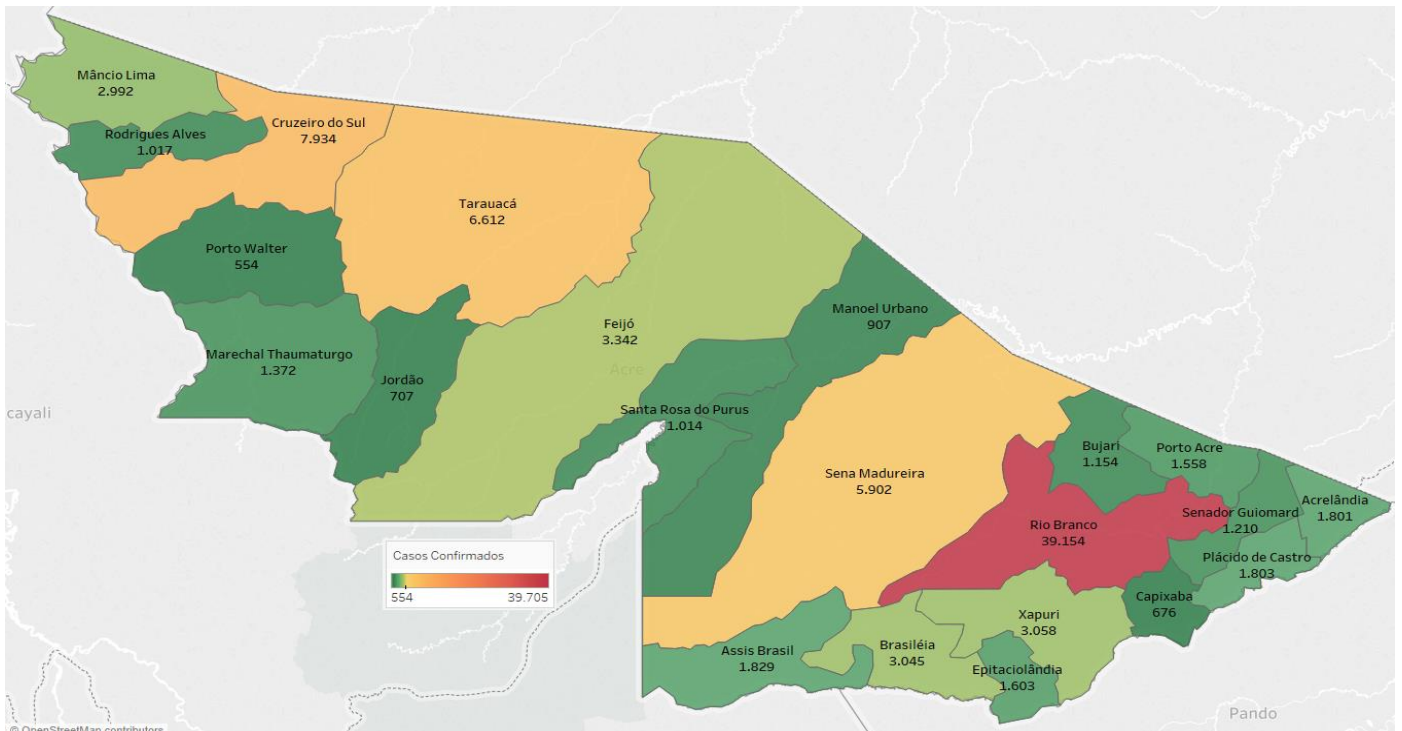 Mâncio Lima
2.992
Rodrigues Alves
1.017
Cruzeiro do Sul
7.934
Tarauacá
6.612
Porto Walter
554
Marechal Thaumaturgo
1.372
Jordão
707
Feijó
3.342
Acre
Manoel Urbano
907
Santa Rosa do Purus
1.014
cayali
Sena Madureira
5.902
Bujari
1.154
Porto Acre
1.558
Rio Branco
39.154
Senador Guiomard
1.210
Acrelândia
1.801
Plácido de Castro
1.803
Capixaba
676
Xapuri
3.058
Assis Brasil
1.829
Brasiléia
3.045
Epitaciolândia
1.603
Casos Confirmados
554 39.705
Pando
© OpenStreetMap contributors